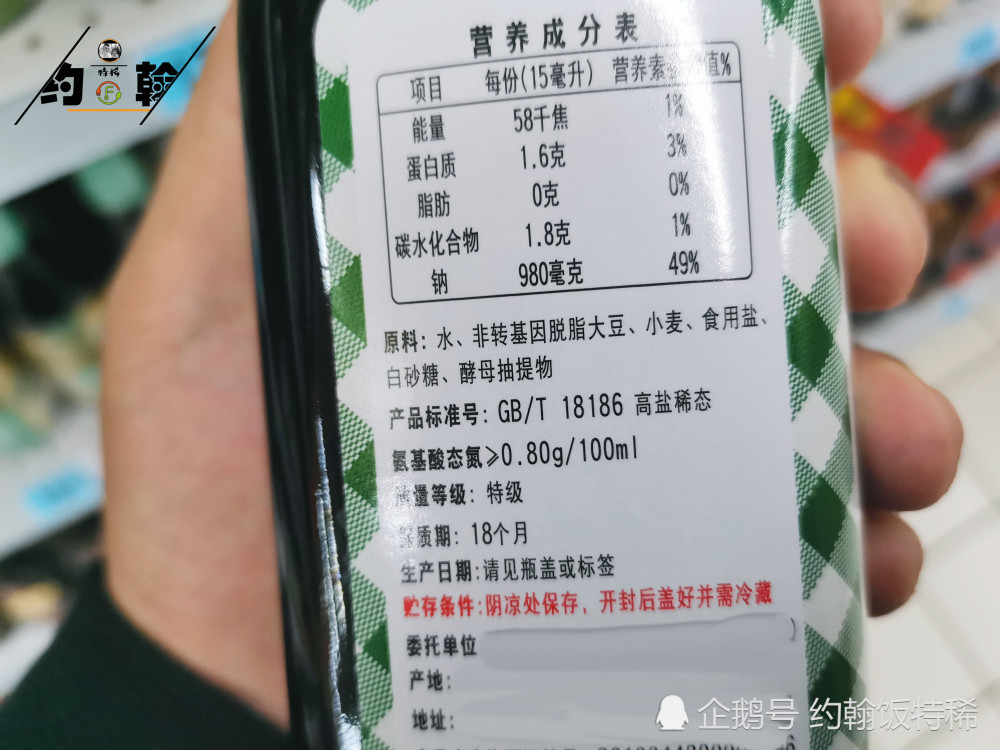 约 特稀 翰
营养成分表
项目 每份(15毫升) 营养素 值%
能量 58千焦 1%
蛋白质 1.6克 3%
脂肪 0克 0%
碳水化合物 1.8克 1%
钠 980毫克 49%
原料: 水、非转基因脱脂大豆、小麦、食用盐、
白砂糖、酵母抽提物
产品标准号: GB/T 18186 高盐稀态
氨基酸态氮≥0.80g/100ml
质量等级: 特级
保质期: 18个月
生产日期:请见瓶盖或标签
贮存条件:阴凉处保存, 开封后盖好并需冷藏
委托单位
产地:
地址:
企鹅号 约翰饭特稀